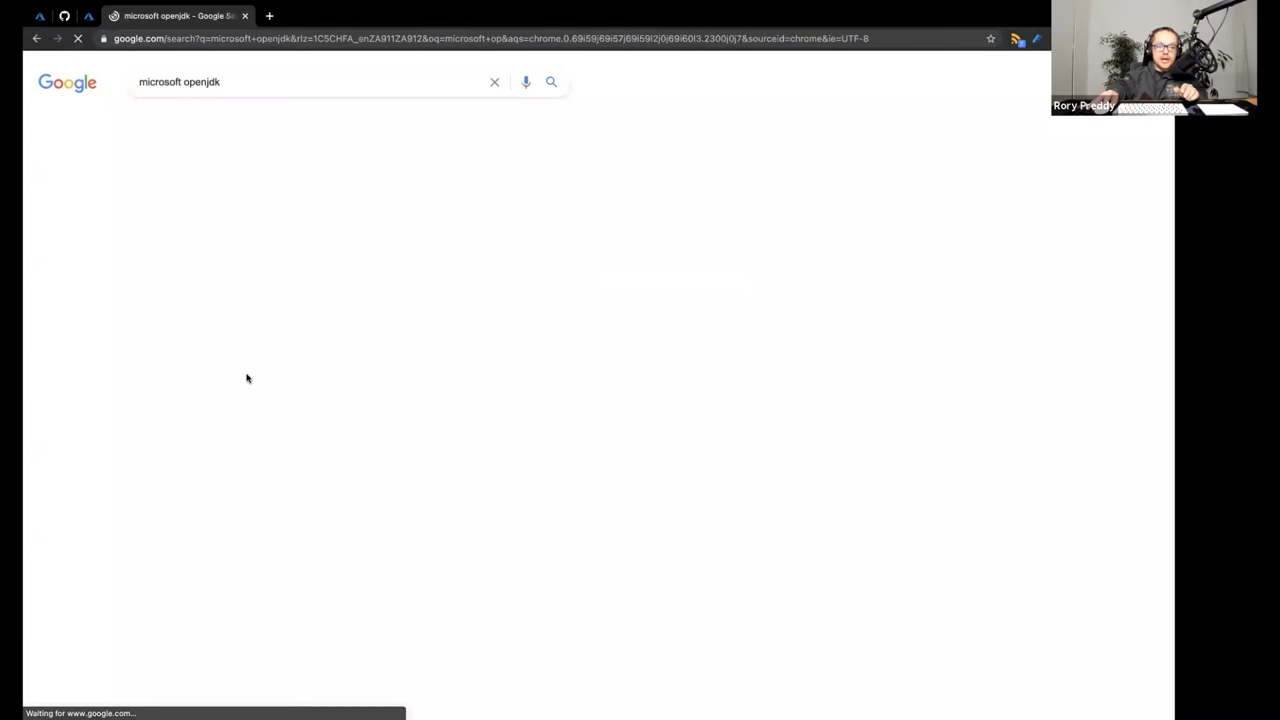 microsoft openjdk - Google Se
google.com/search?q=microsoft+openjdk&rlz=1C5CHFA_enZA911ZA912&oq=microsoft+op&aqs=chrome.0.69i59j69i57j69i59l2j0j69i60l3.2300j0j7&sourceid=chrome&ie=UTF-8
Google
microsoft openjdk
Rory Preddy
Waiting for www.google.com...